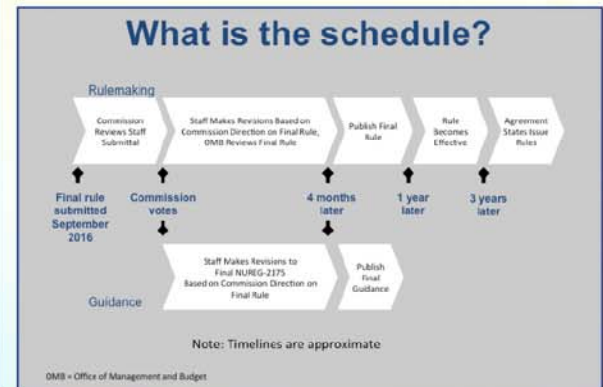 What is the schedule?
Rulemaking
Commission
Reviews Staff
Submittal
Staff Makes Revisions Based on
Commission Direction on Final Rule,
OMB Reviews Final Rule
Publish Final
Rule
Rule
Becomes
Effective
Agreement
States Issue
Rules
Final rule
submitted
September
2016
Commission
votes
4 months
later
1 year
later
3 years
later
Staff Makes Revisions to
Final NUREG-2175
Based on Commission Direction on
Final Rule
Publish
Final
Guidance
Guidance
Note: Timelines are approximate
OMB = Office of Management and Budget